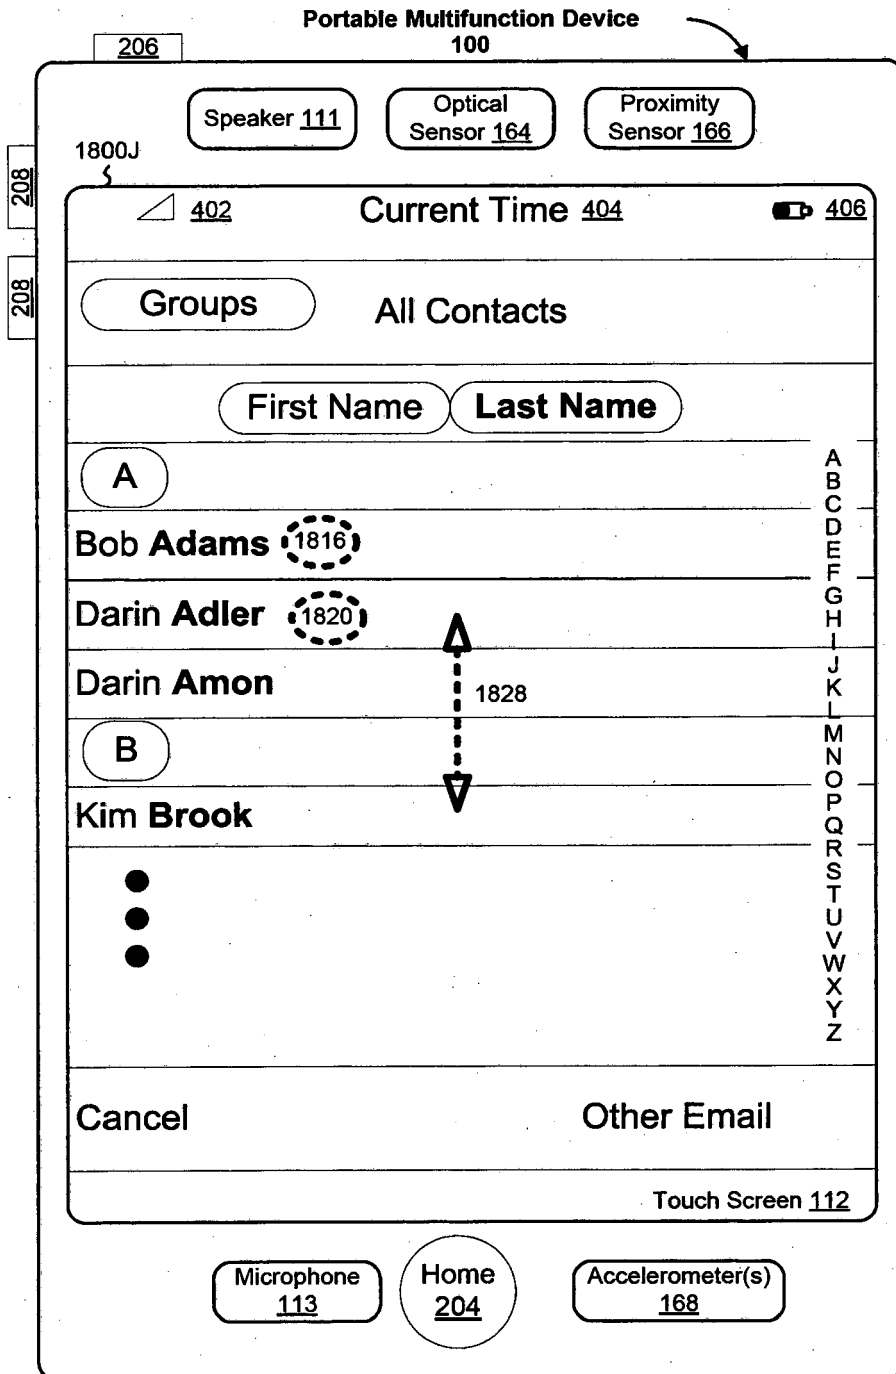 Portable Multifunction Device
100
206
Speaker 111
Optical
Sensor 164
Proximity
Sensor 166
1800J
208
208
402
Current Time 404
406
Groups
All Contacts
First Name
Last Name
A
Bob Adams 1816
Darin Adler 1820
Darin Amon
1828
B
Kim Brook
A
B
C
D
E
F
G
H
I
J
K
L
M
N
O
P
Q
R
S
T
U
V
W
X
Y
Z
Cancel
Other Email
Touch Screen 112
Microphone
113
Home
204
Accelerometer(s)
168